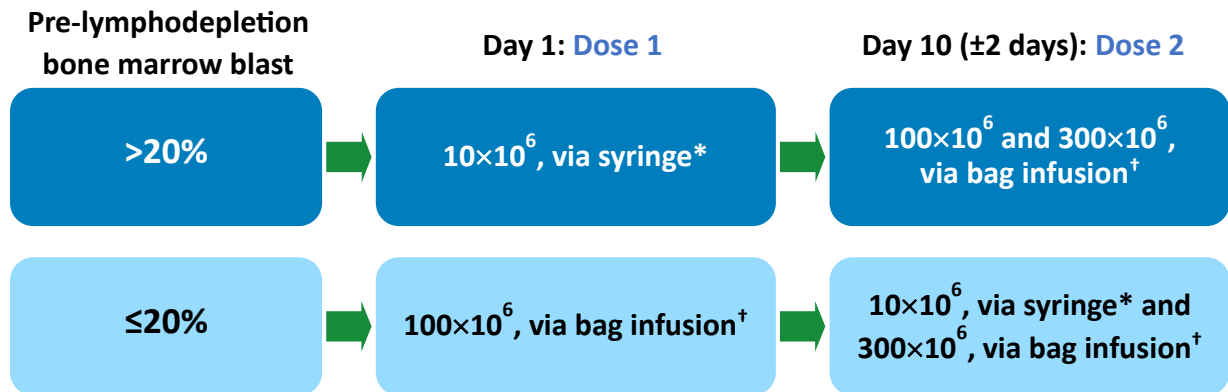 Pre-lymphodepletion
bone marrow blast
Day 1: Dose 1
Day 10 (±2 days): Dose 2
>20%
10×10⁶, via syringe*
100×10⁶ and 300×10⁶,
via bag infusion†
≤20%
100×10⁶, via bag infusion†
10×10⁶, via syringe* and
300×10⁶, via bag infusion†